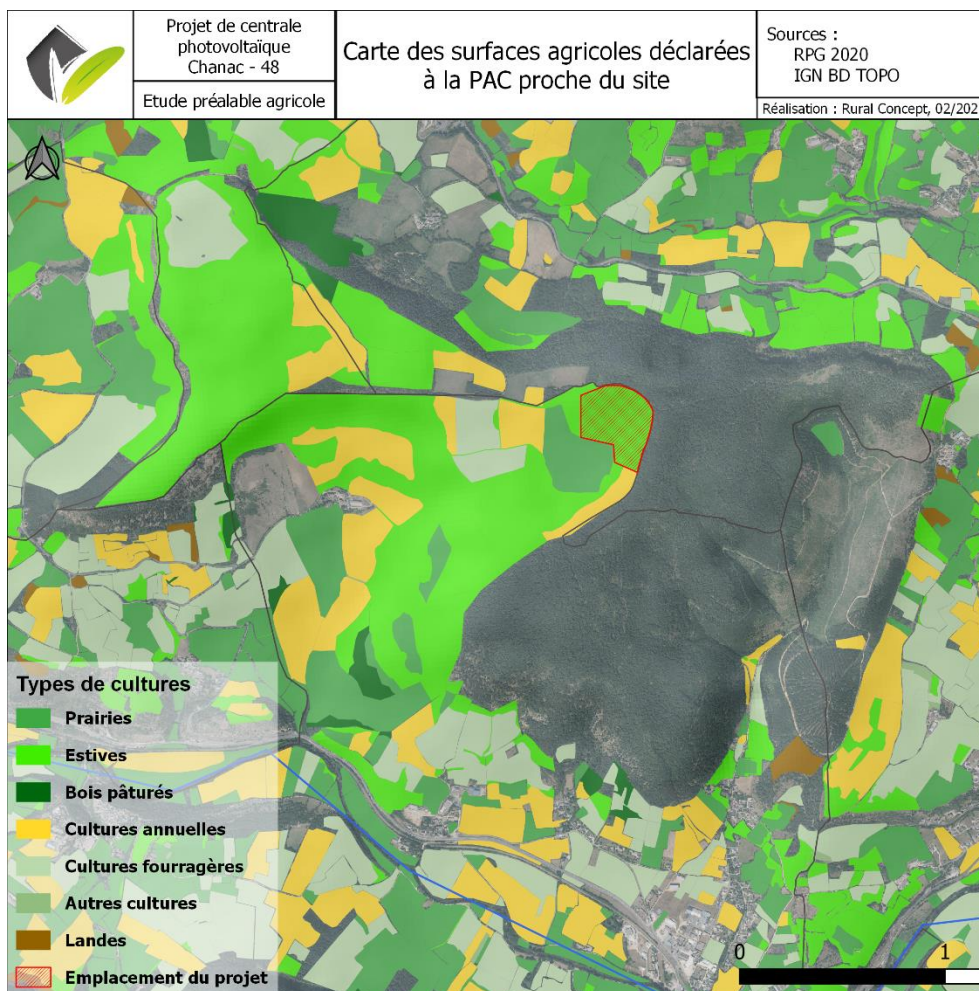 Projet de centrale
photovoltaïque
Chanac - 48
Etude préalable agricole
Carte des surfaces agricoles déclarées
à la PAC proche du site
Sources :
RPG 2020
IGN BD TOPO
Réalisation : Rural Concept, 02/202
Types de cultures
Prairies
Estives
Bois pâturés
Cultures annuelles
Cultures fourragères
Autres cultures
Landes
Emplacement du projet
0 1